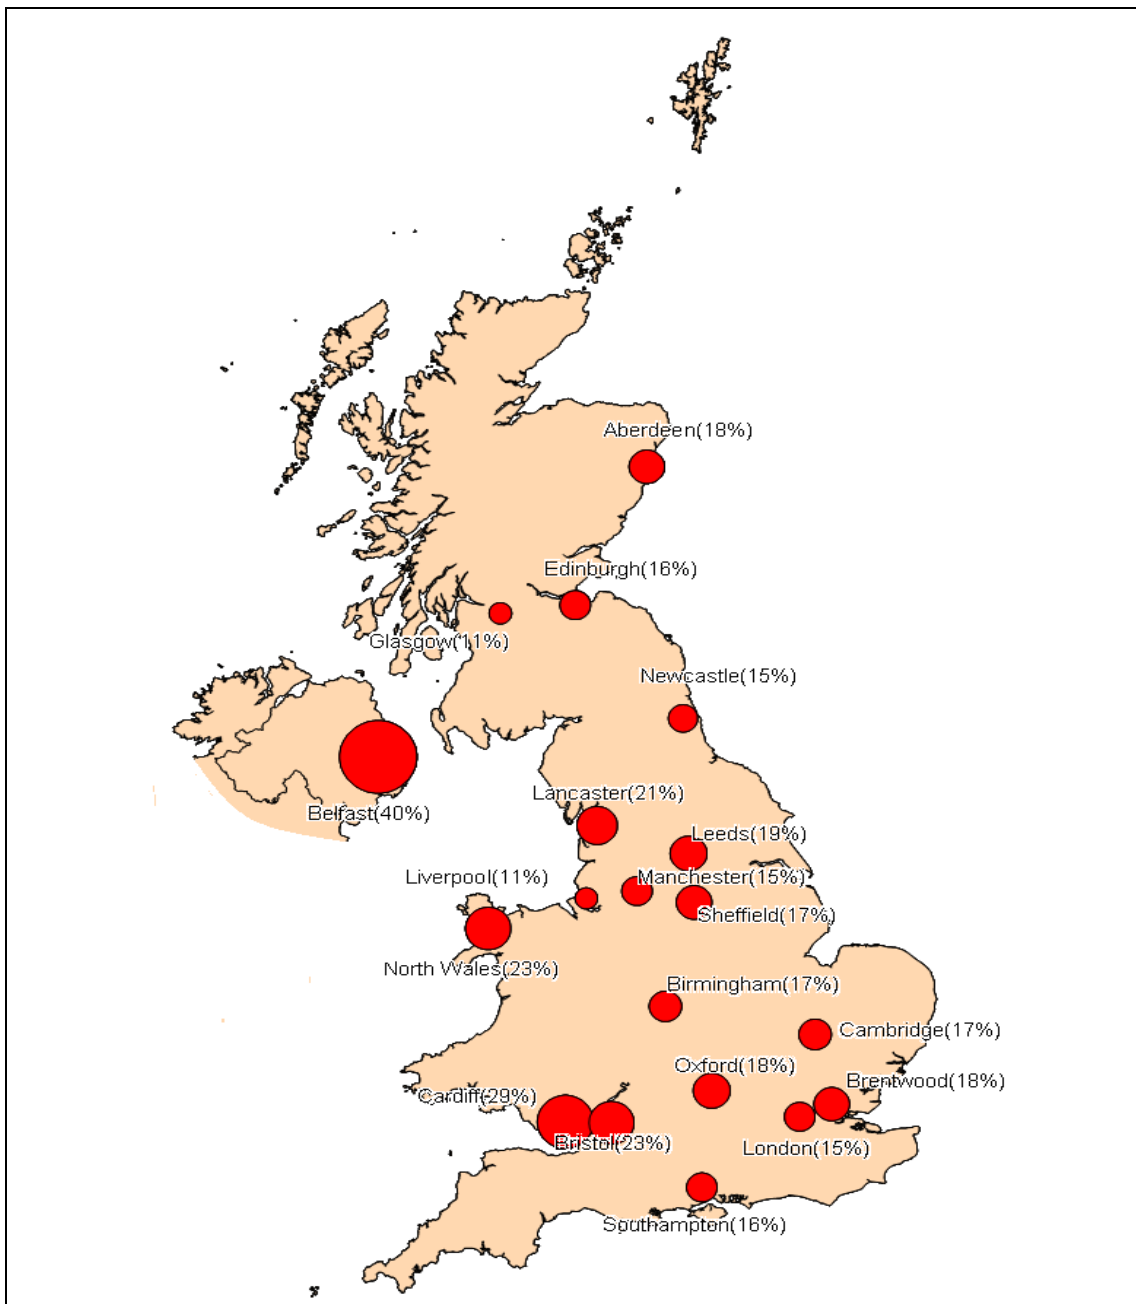 Aberdeen(18%)
Edinburgh(16%)
Glasgow(11%)
Newcastle(15%)
Belfast(40%)
Lancaster(21%)
Leeds(19%)
Liverpool(11%)
Manchester(15%)
Sheffield(17%)
North Wales(23%)
Birmingham(17%)
Cambridge(17%)
Oxford(18%)
Brentwood(18%)
Cardiff(29%)
Bristol(23%)
London(15%)
Southampton(16%)